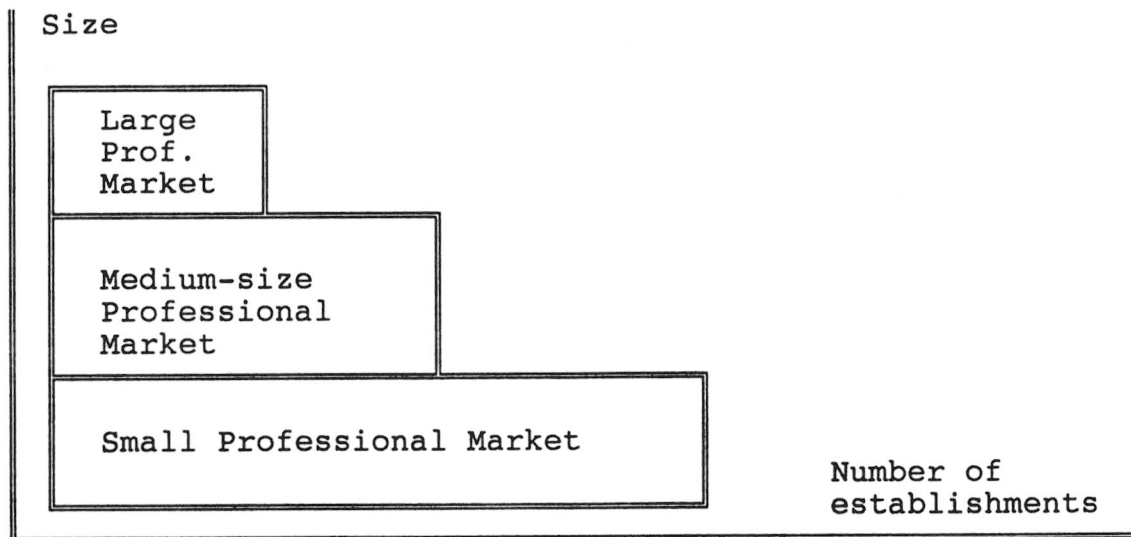 Size
Large
Prof.
Market
Medium-size
Professional
Market
Small Professional Market
Number of
establishments